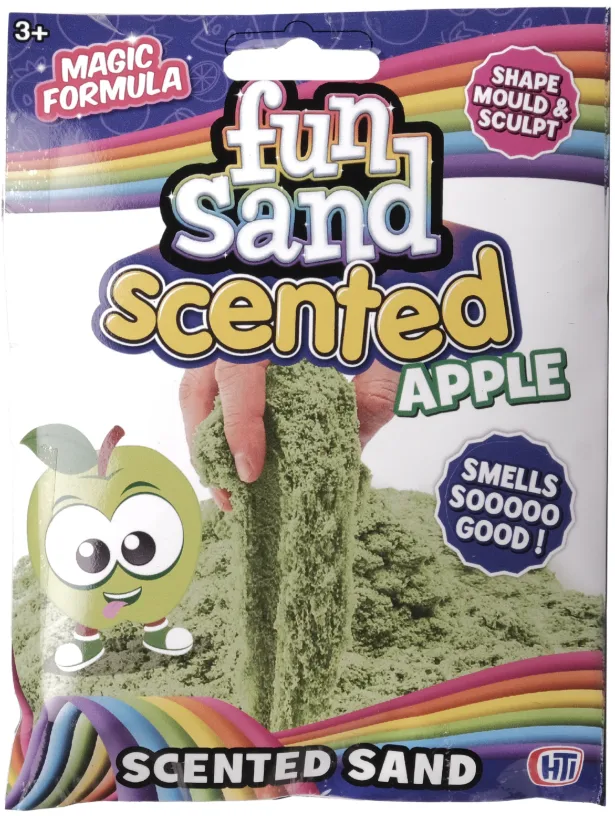 3+
MAGIC
FORMULA
SHAPE
MOULD &
SCULPT
fun
sand
scented
APPLE
SMELLS
SOOOOO
GOOD!
SCENTED SAND
HTI